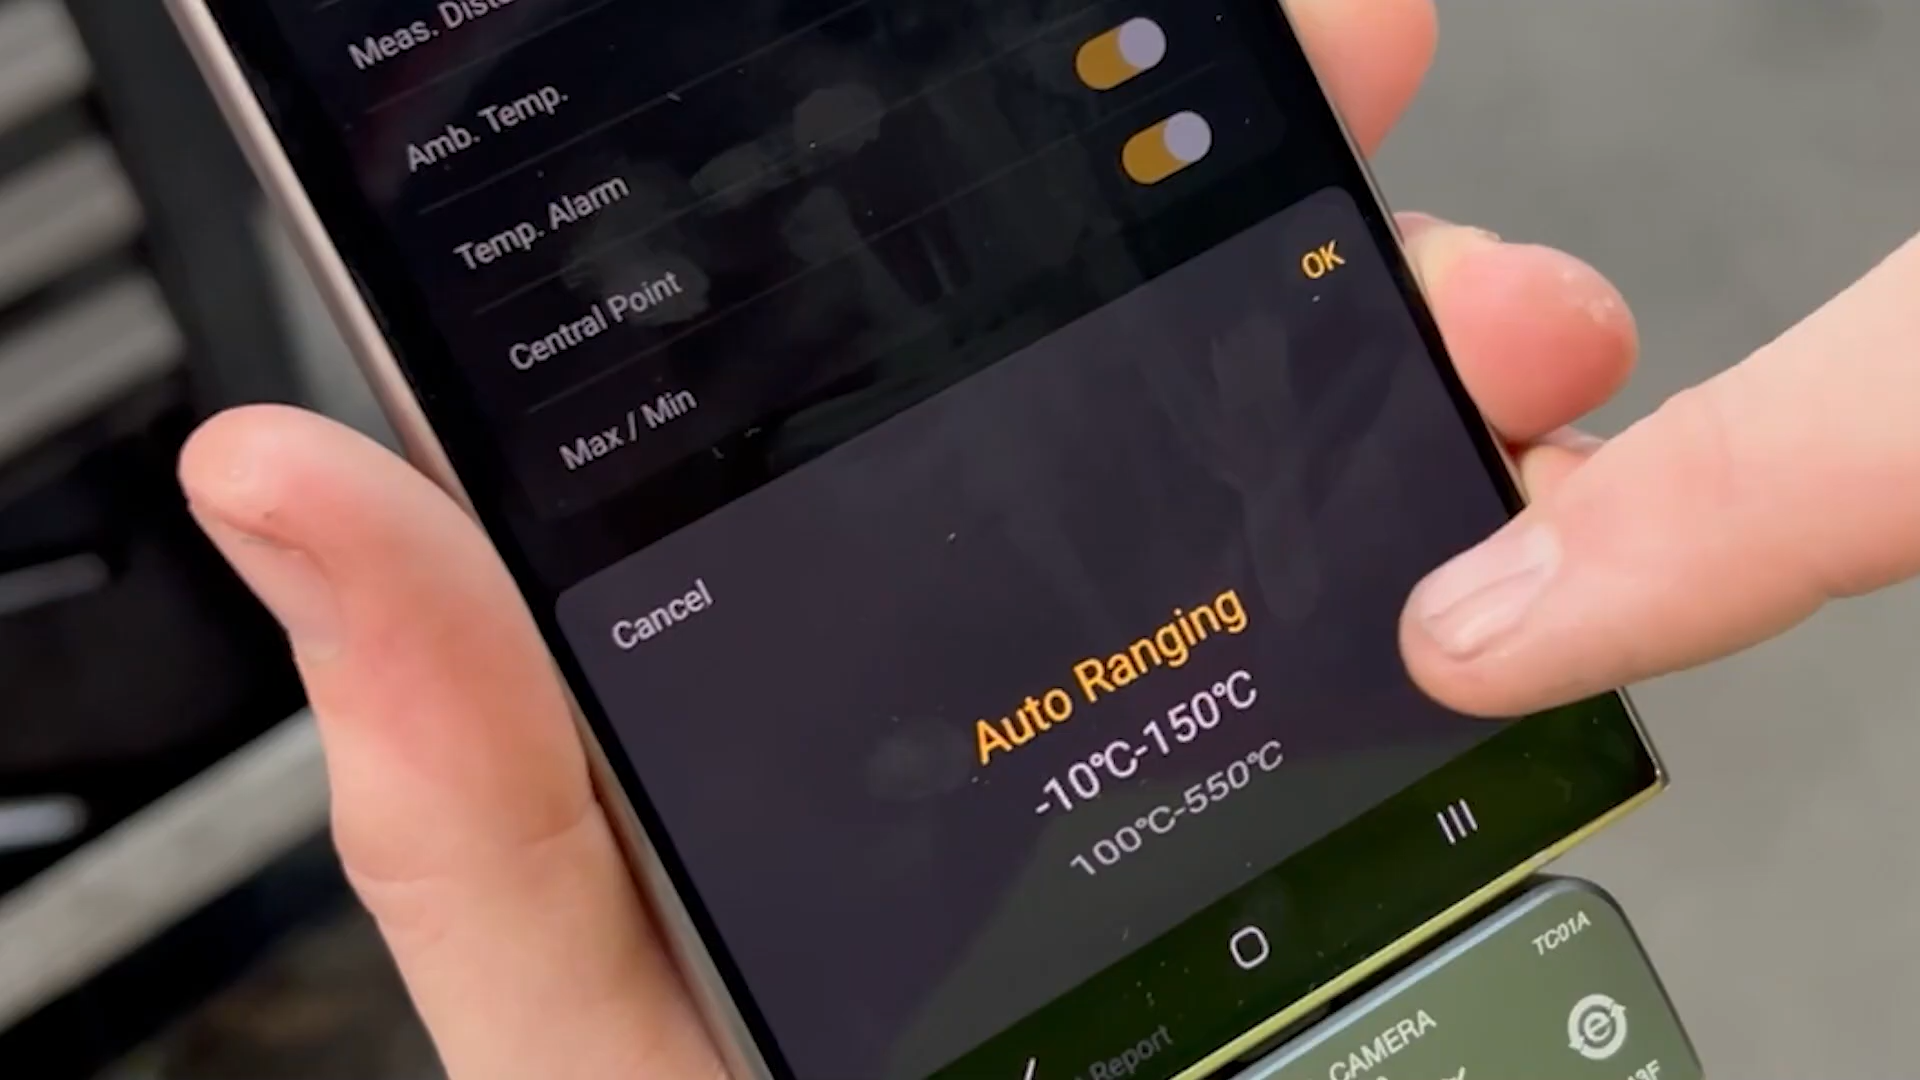 Meas.
Amb. Temp.
Temp. Alarm
Central Point
Max / Min
OK
Cancel
Auto Ranging
-10℃-150℃
100℃-550℃
Report
TC01A
CAMERA